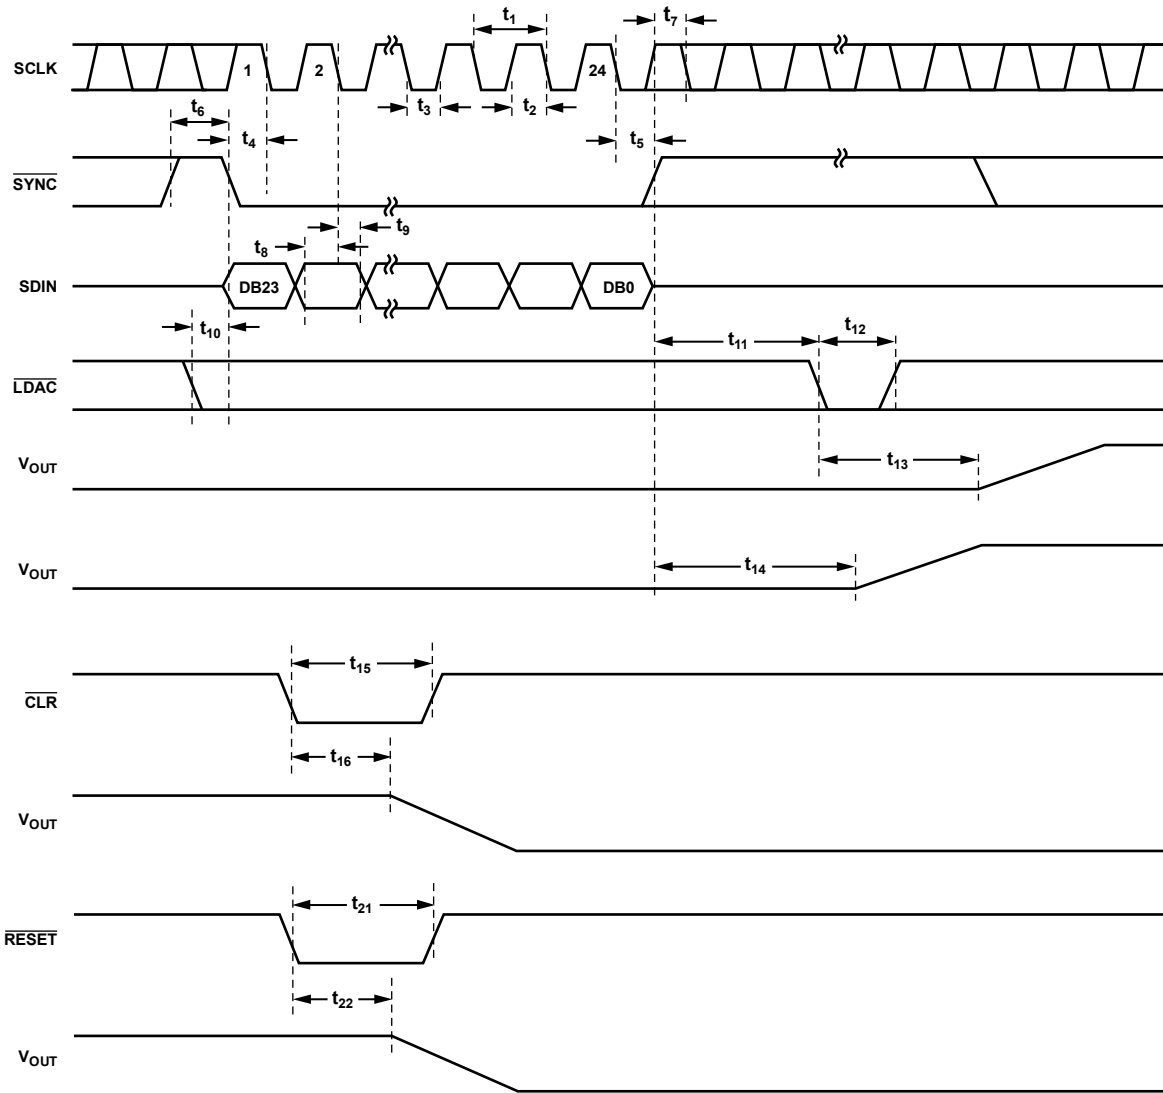 t1
t7
SCLK
1
2
24
t3
t2
t6
t4
t5
SYNC
t9
t8
SDIN
DB23
DB0
t10
t11
t12
LDAC
VOUT
t13
VOUT
t14
t15
CLR
t16
VOUT
t21
RESET
t22
VOUT